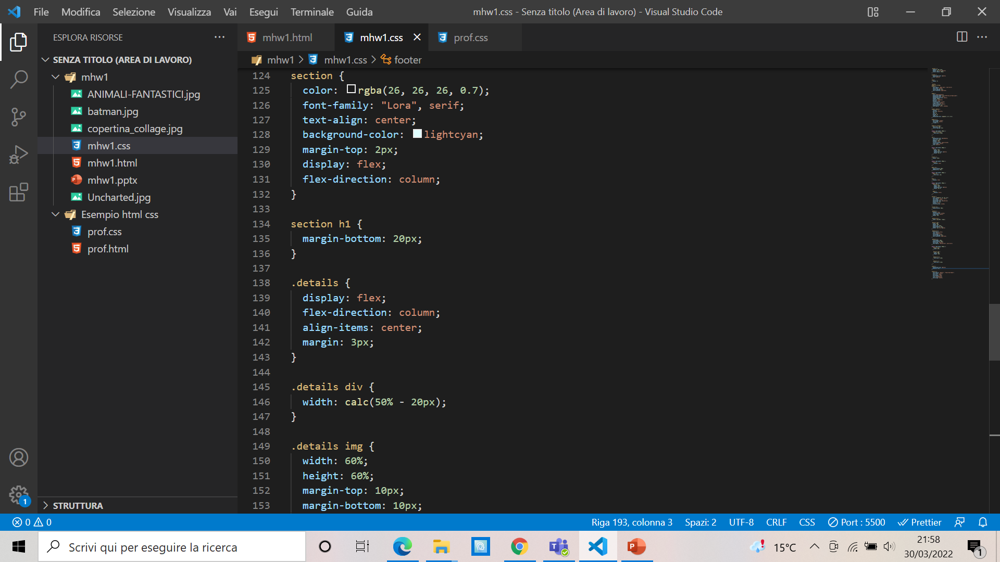 File Modifica Selezione Visualizza Vai Esegui Terminale Guida
mhw1.css - Senza titolo (Area di lavoro) - Visual Studio Code
ESPLORA RISORSE
SENZA TITOLO (AREA DI LAVORO)
mhw1
ANIMALI-FANTASTICI.jpg
batman.jpg
copertina_collage.jpg
mhw1.css
mhw1.html
mhw1.pptx
Uncharted.jpg
Esempio html css
prof.css
prof.html
STRUTTURA
mhw1.html
mhw1.css
prof.css
mhw1 > mhw1.css > footer
124 section {
125 color: rgba(26, 26, 26, 0.7);
126 font-family: "Lora", serif;
127 text-align: center;
128 background-color: lightcyan;
129 margin-top: 2px;
130 display: flex;
131 flex-direction: column;
132 }
133
134 section h1 {
135 margin-bottom: 20px;
136 }
137
138 .details {
139 display: flex;
140 flex-direction: column;
141 align-items: center;
142 margin: 3px;
143 }
144
145 .details div {
146 width: calc(50% - 20px);
147 }
148
149 .details img {
150 width: 60%;
151 height: 60%;
152 margin-top: 10px;
153 margin-bottom: 10px;
1
0 0
Riga 193, colonna 3 Spazi: 2 UTF-8 CRLF CSS Port : 5500 Prettier
Scrivi qui per eseguire la ricerca
15°C
21:58
30/03/2022
1